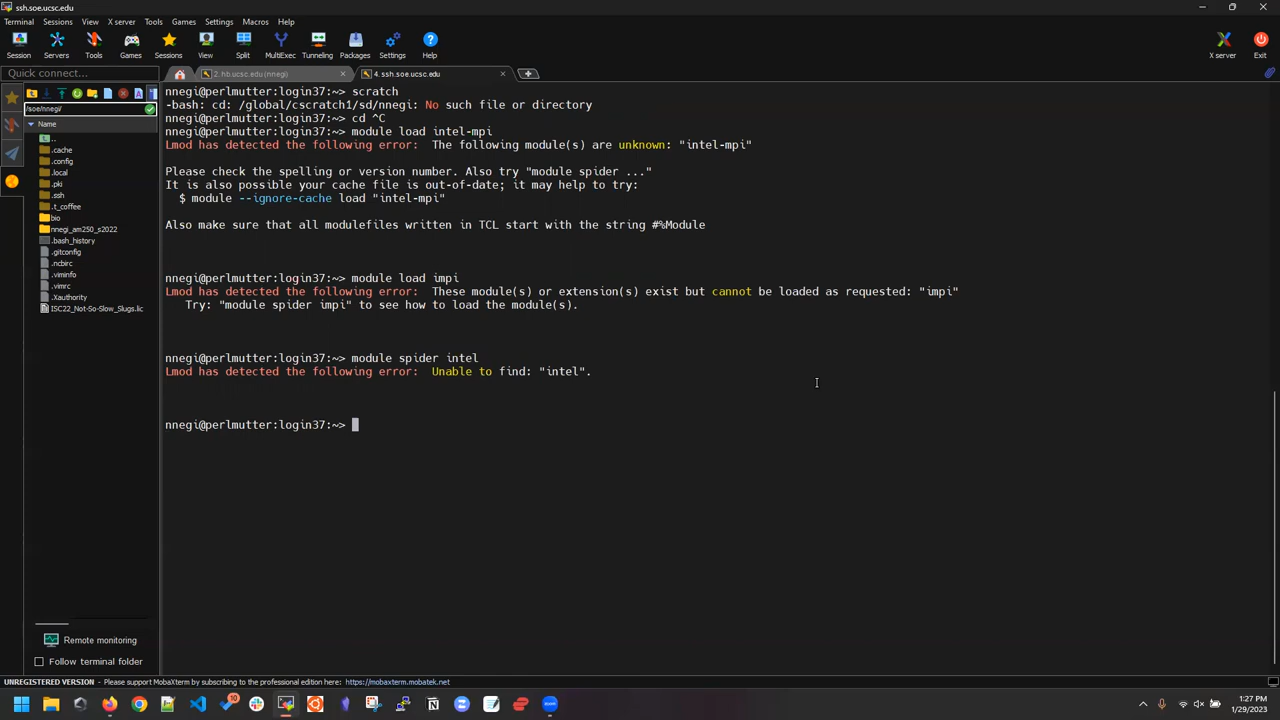 ssh.soe.ucsc.edu
Terminal Sessions View X server Tools Games Settings Macros Help
Session Servers Tools Games Sessions View Split MultiExec Tunneling Packages Settings Help X server Exit
Quick connect... 2. hb.ucsc.edu (nnegi) 4. ssh.soe.ucsc.edu
/soe/nnegi/
Name
..
.cache
.config
.local
.pki
.ssh
.t_coffee
bio
nnegi_am250_s2022
.bash_history
.gitconfig
.ncbirc
.viminfo
.vimrc
.Xauthority
ISC22_Not-So-Slow_Slugs.lic
Remote monitoring
Follow terminal folder
nnegi@perlmutter:login37:~> scratch
-bash: cd: /global/cscratch1/sd/nnegi: No such file or directory
nnegi@perlmutter:login37:~> cd ^C
nnegi@perlmutter:login37:~> module load intel-mpi
Lmod has detected the following error:  The following module(s) are unknown: "intel-mpi"
Please check the spelling or version number. Also try "module spider ..."
It is also possible your cache file is out-of-date; it may help to try:
$ module --ignore-cache load "intel-mpi"
Also make sure that all modulefiles written in TCL start with the string #%Module
nnegi@perlmutter:login37:~> module load impi
Lmod has detected the following error:  These module(s) or extension(s) exist but cannot be loaded as requested: "impi"
Try: "module spider impi" to see how to load the module(s).
nnegi@perlmutter:login37:~> module spider intel
Lmod has detected the following error:  Unable to find: "intel".
nnegi@perlmutter:login37:~>
UNREGISTERED VERSION - Please support MobaXterm by subscribing to the professional edition here: https://mobaxterm.mobatek.net
10
zoom
1:27 PM
1/29/2023